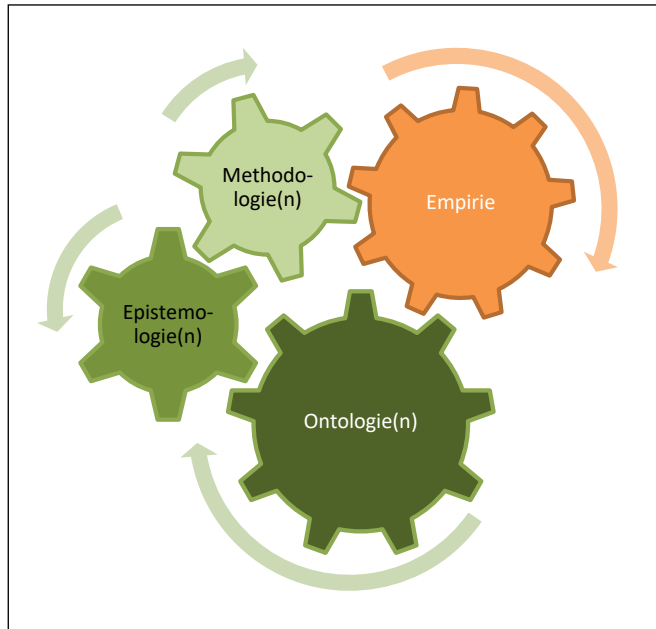 Methodo-
logie(n)
Empirie
Epistemo-
logie(n)
Ontologie(n)